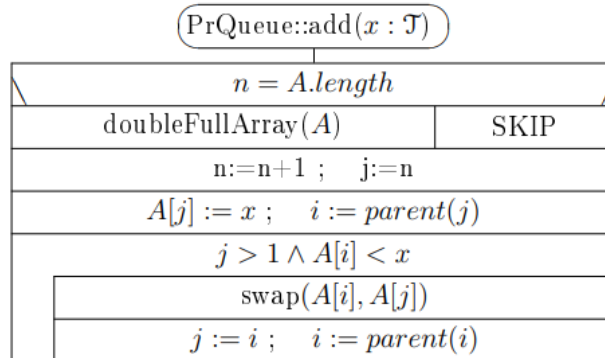 PrQueue::add(x : 𝒯)
n = A.length
doubleFullArray(A) SKIP
n:=n+1 ; j:=n
A[j] := x ; i := parent(j)
j > 1 ∧ A[i] < x
swap(A[i], A[j])
j := i ; i := parent(i)